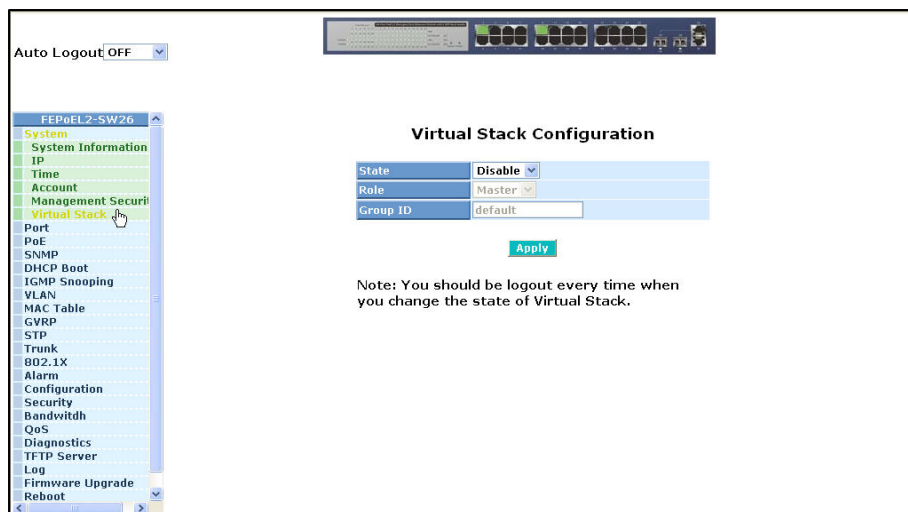 Auto Logout OFF
FEPoEL2-SW26
System
System Information
IP
Time
Account
Management Securit
Virtual Stack
Port
PoE
SNMP
DHCP Boot
IGMP Snooping
VLAN
MAC Table
GVRP
STP
Trunk
802.1X
Alarm
Configuration
Security
Bandwitdh
QoS
Diagnostics
TFTP Server
Log
Firmware Upgrade
Reboot
Virtual Stack Configuration
State Disable
Role Master
Group ID default
Apply
Note: You should be logout every time when
you change the state of Virtual Stack.